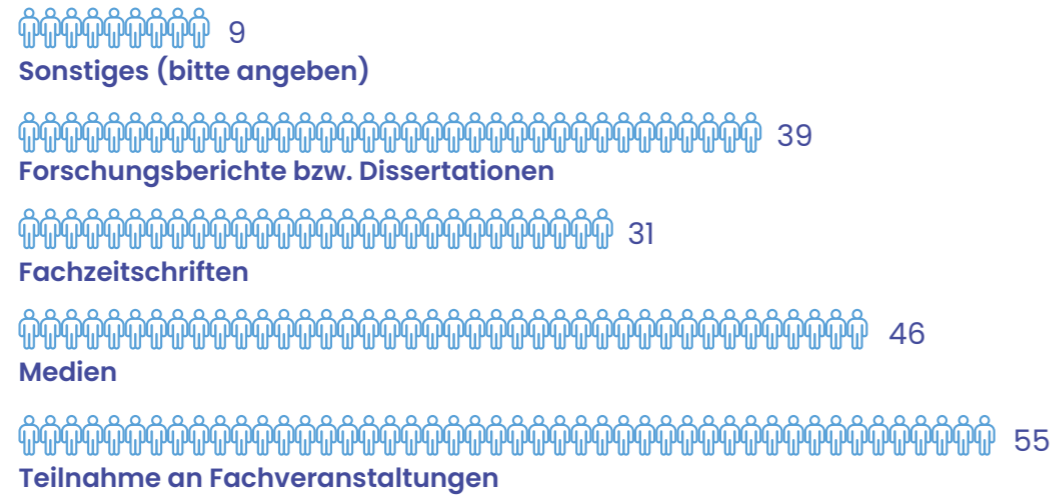 9
Sonstiges (bitte angeben)
39
Forschungsberichte bzw. Dissertationen
31
Fachzeitschriften
46
Medien
55
Teilnahme an Fachveranstaltungen